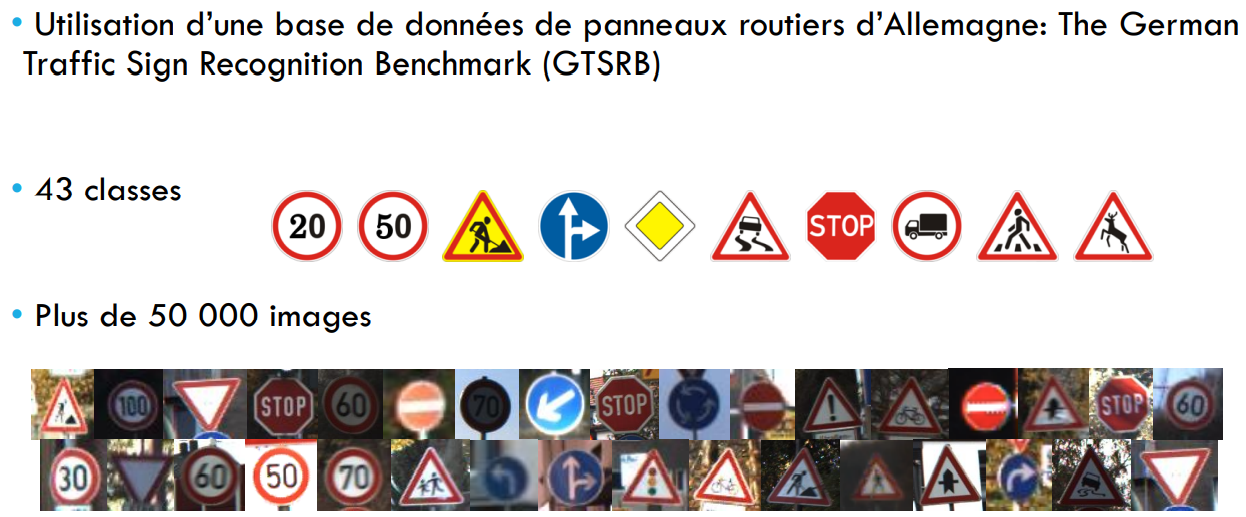 • Utilisation d’une base de données de panneaux routiers d’Allemagne: The German
Traffic Sign Recognition Benchmark (GTSRB)
• 43 classes
20 50 STOP
• Plus de 50 000 images
100 STOP 60 70 STOP STOP 60
30 60 50 70